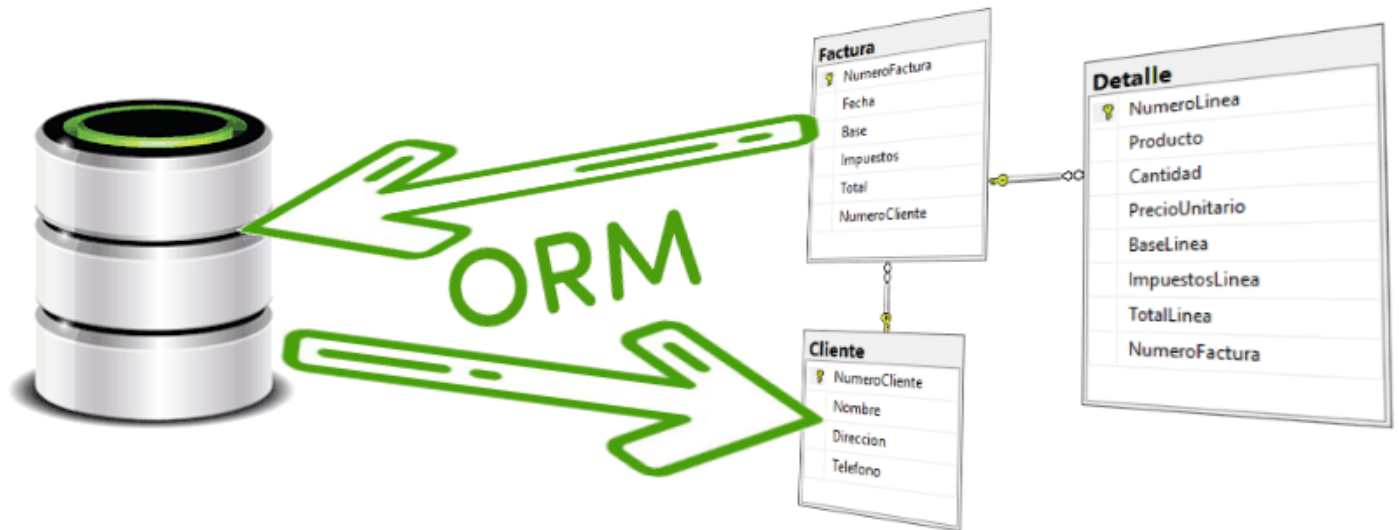 ORM
Factura
NumeroFactura
Fecha
Base
Impuestos
Total
NumeroCliente
Cliente
NumeroCliente
Nombre
Direccion
Telefono
Detalle
NumeroLinea
Producto
Cantidad
PrecioUnitario
BaseLinea
ImpuestosLinea
TotalLinea
NumeroFactura